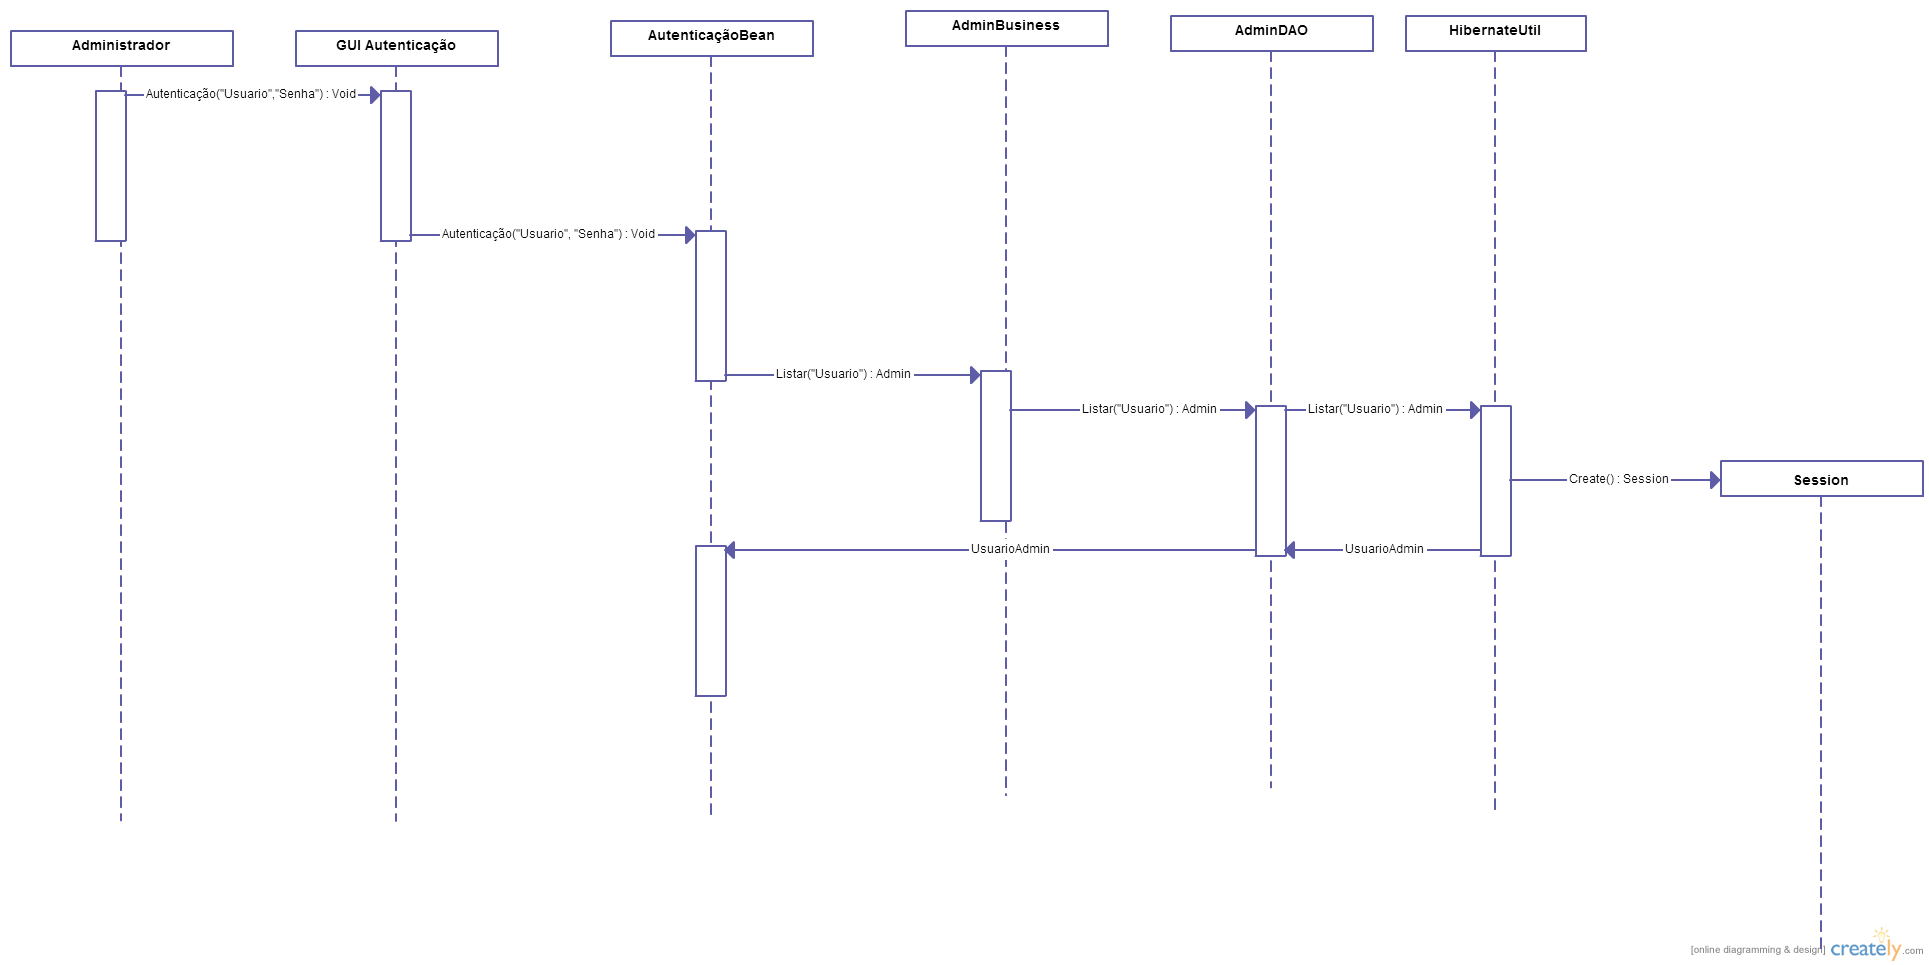 Administrador
GUI Autenticação
AutenticaçãoBean
AdminBusiness
AdminDAO
HibernateUtil
Autenticação("Usuario","Senha") : Void
Autenticação("Usuario", "Senha") : Void
Listar("Usuario") : Admin
Listar("Usuario") : Admin
Listar("Usuario") : Admin
Create() : Session
Session
UsuarioAdmin
UsuarioAdmin
[online diagramming & design] creately.com